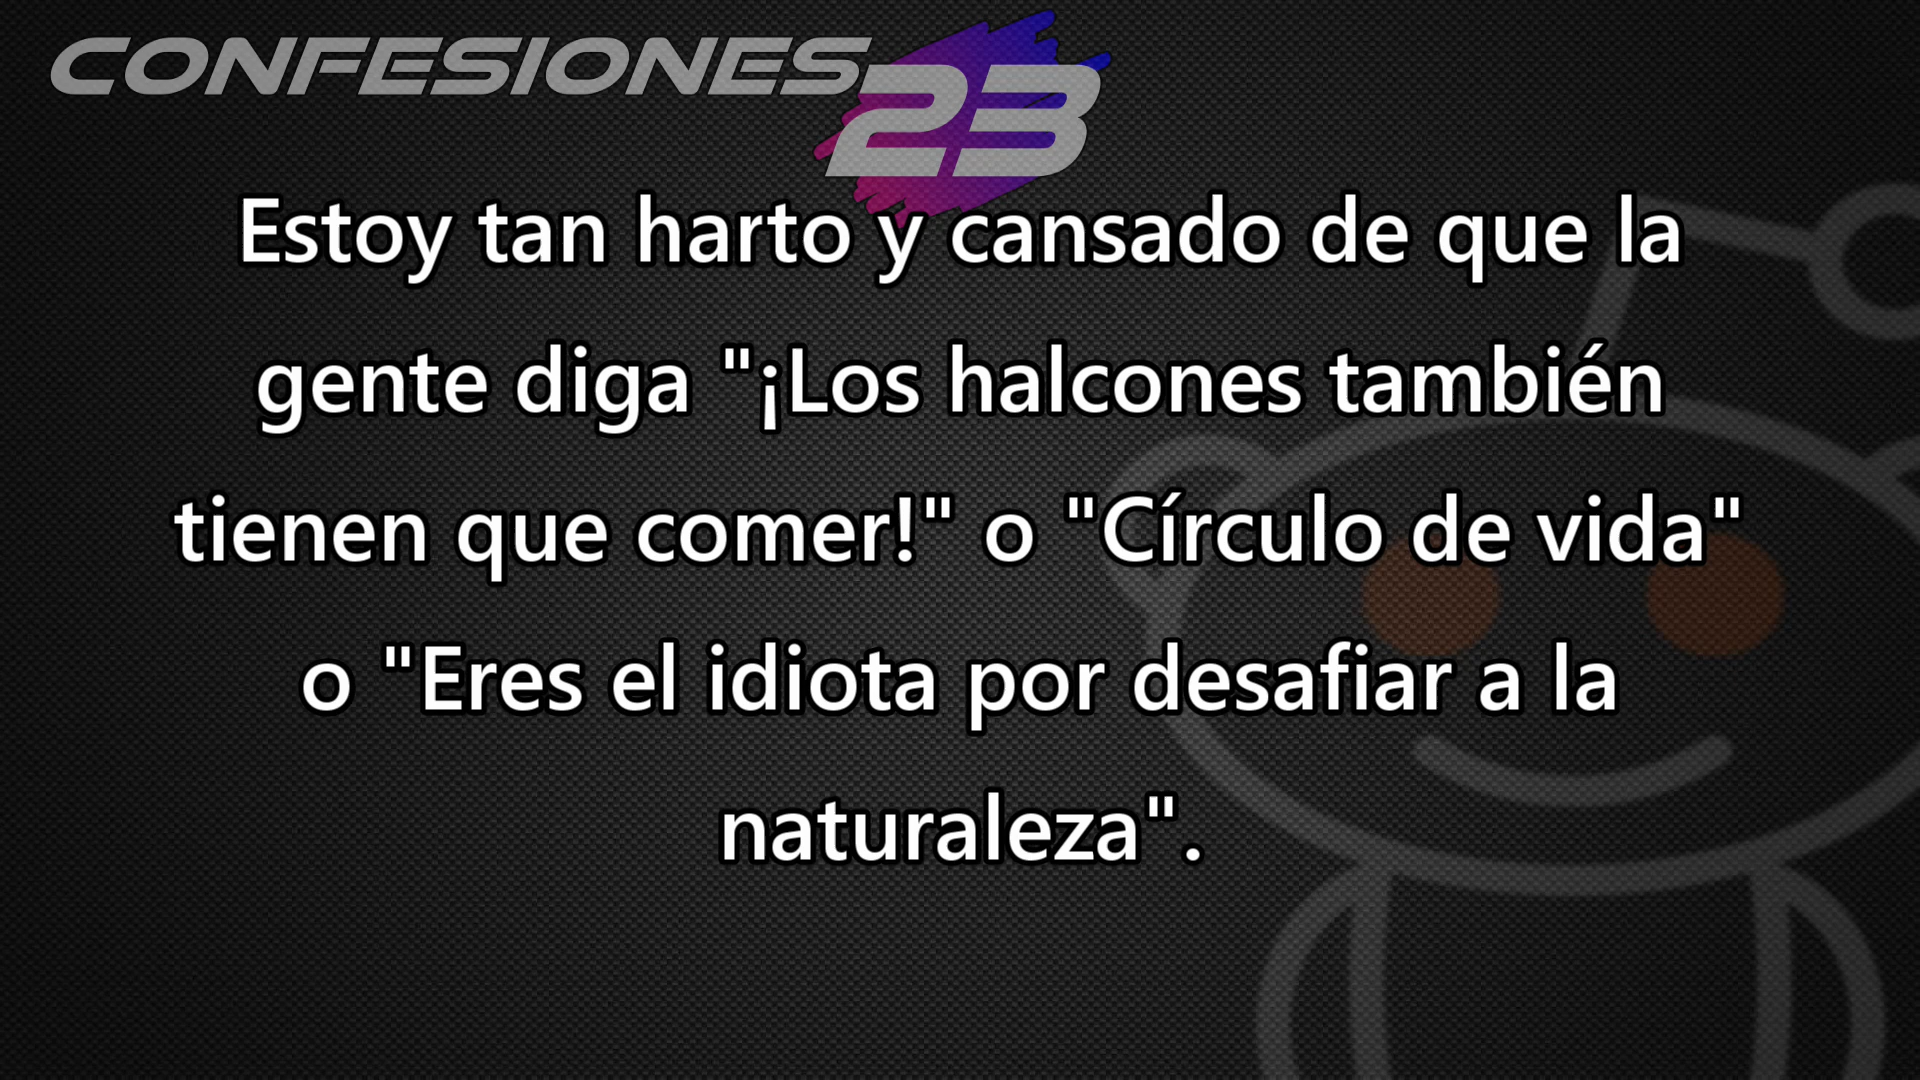 CONFESIONES
23
Estoy tan harto y cansado de que la
gente diga "¡Los halcones también
tienen que comer!" o "Círculo de vida"
o "Eres el idiota por desafiar a la
naturaleza".